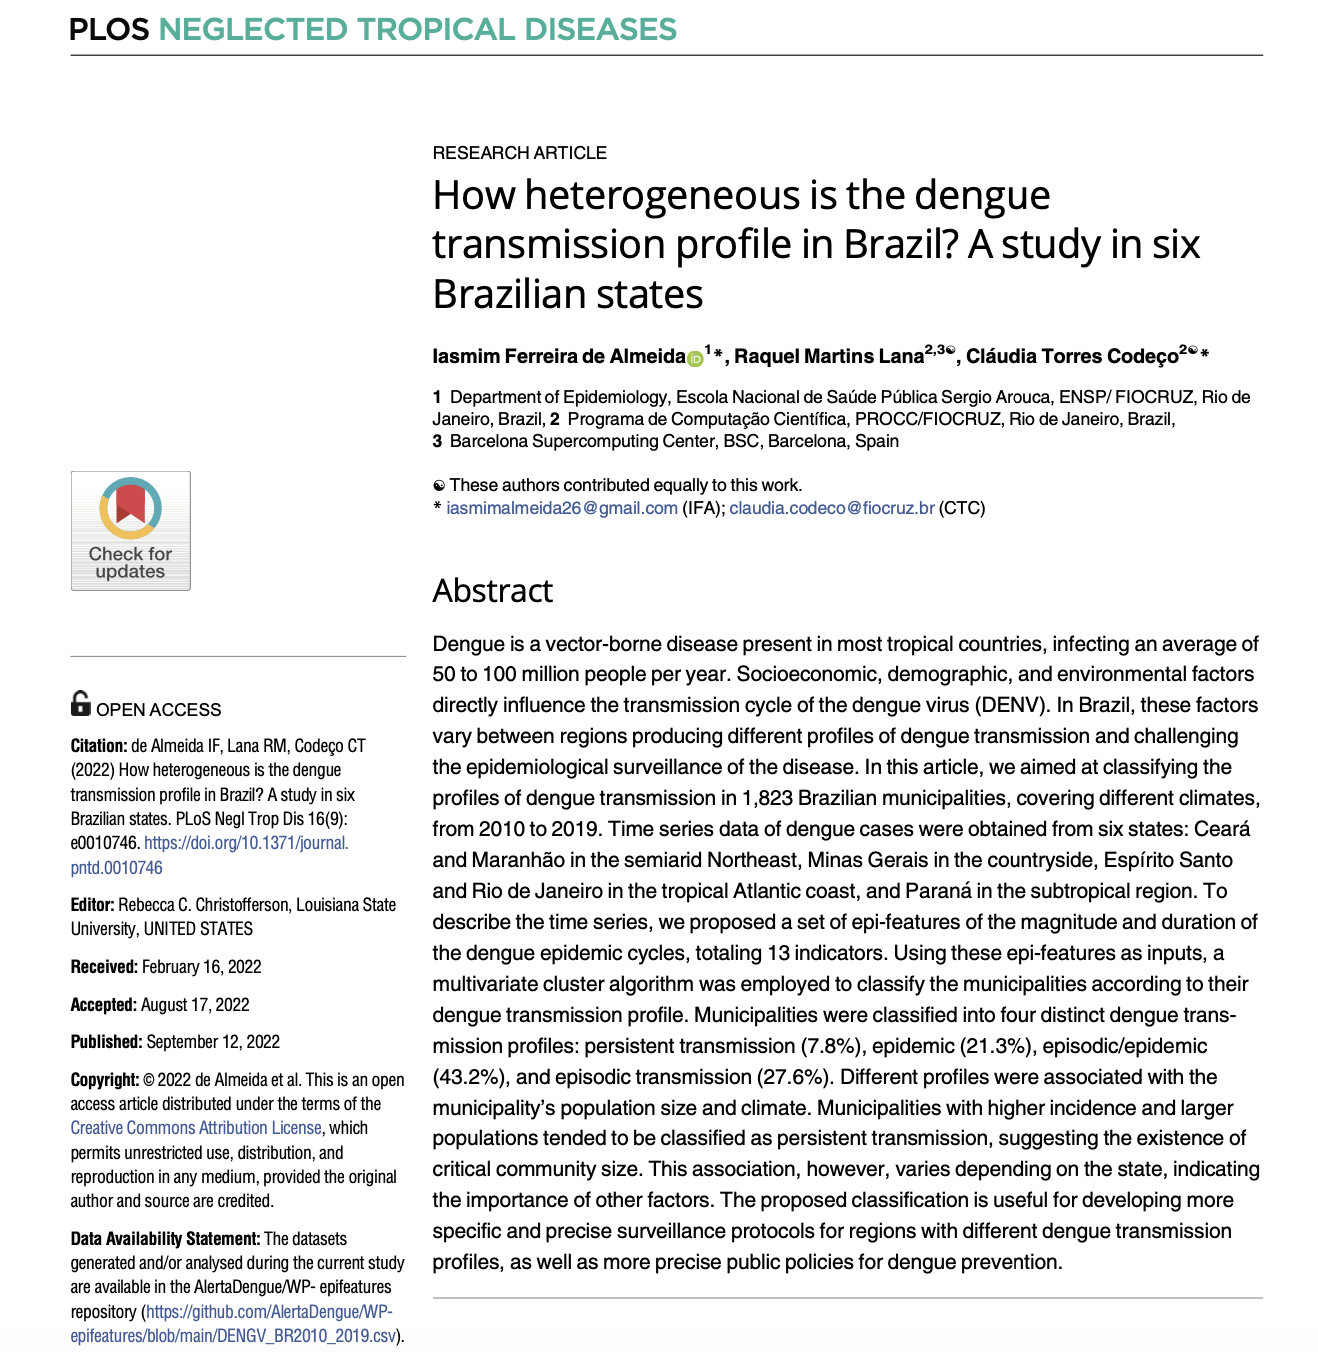 PLOS NEGLECTED TROPICAL DISEASES
RESEARCH ARTICLE
How heterogeneous is the dengue
transmission profile in Brazil? A study in six
Brazilian states
Iasmim Ferreira de Almeida iD 1*, Raquel Martins Lana2,3☯, Cláudia Torres Codeço2☯*
1 Department of Epidemiology, Escola Nacional de Saúde Pública Sergio Arouca, ENSP/ FIOCRUZ, Rio de
Janeiro, Brazil, 2 Programa de Computação Científica, PROCC/FIOCRUZ, Rio de Janeiro, Brazil,
3 Barcelona Supercomputing Center, BSC, Barcelona, Spain
☯ These authors contributed equally to this work.
* iasmimalmeida26@gmail.com (IFA); claudia.codeco@fiocruz.br (CTC)
Check for
updates
OPEN ACCESS
Citation: de Almeida IF, Lana RM, Codeço CT
(2022) How heterogeneous is the dengue
transmission profile in Brazil? A study in six
Brazilian states. PLoS Negl Trop Dis 16(9):
e0010746. https://doi.org/10.1371/journal.
pntd.0010746
Editor: Rebecca C. Christofferson, Louisiana State
University, UNITED STATES
Received: February 16, 2022
Accepted: August 17, 2022
Published: September 12, 2022
Copyright: © 2022 de Almeida et al. This is an open
access article distributed under the terms of the
Creative Commons Attribution License, which
permits unrestricted use, distribution, and
reproduction in any medium, provided the original
author and source are credited.
Data Availability Statement: The datasets
generated and/or analysed during the current study
are available in the AlertaDengue/WP- epifeatures
repository (https://github.com/AlertaDengue/WP-
epifeatures/blob/main/DENGV_BR2010_2019.csv).
Abstract
Dengue is a vector-borne disease present in most tropical countries, infecting an average of
50 to 100 million people per year. Socioeconomic, demographic, and environmental factors
directly influence the transmission cycle of the dengue virus (DENV). In Brazil, these factors
vary between regions producing different profiles of dengue transmission and challenging
the epidemiological surveillance of the disease. In this article, we aimed at classifying the
profiles of dengue transmission in 1,823 Brazilian municipalities, covering different climates,
from 2010 to 2019. Time series data of dengue cases were obtained from six states: Ceará
and Maranhão in the semiarid Northeast, Minas Gerais in the countryside, Espírito Santo
and Rio de Janeiro in the tropical Atlantic coast, and Paraná in the subtropical region. To
describe the time series, we proposed a set of epi-features of the magnitude and duration of
the dengue epidemic cycles, totaling 13 indicators. Using these epi-features as inputs, a
multivariate cluster algorithm was employed to classify the municipalities according to their
dengue transmission profile. Municipalities were classified into four distinct dengue trans-
mission profiles: persistent transmission (7.8%), epidemic (21.3%), episodic/epidemic
(43.2%), and episodic transmission (27.6%). Different profiles were associated with the
municipality's population size and climate. Municipalities with higher incidence and larger
populations tended to be classified as persistent transmission, suggesting the existence of
critical community size. This association, however, varies depending on the state, indicating
the importance of other factors. The proposed classification is useful for developing more
specific and precise surveillance protocols for regions with different dengue transmission
profiles, as well as more precise public policies for dengue prevention.